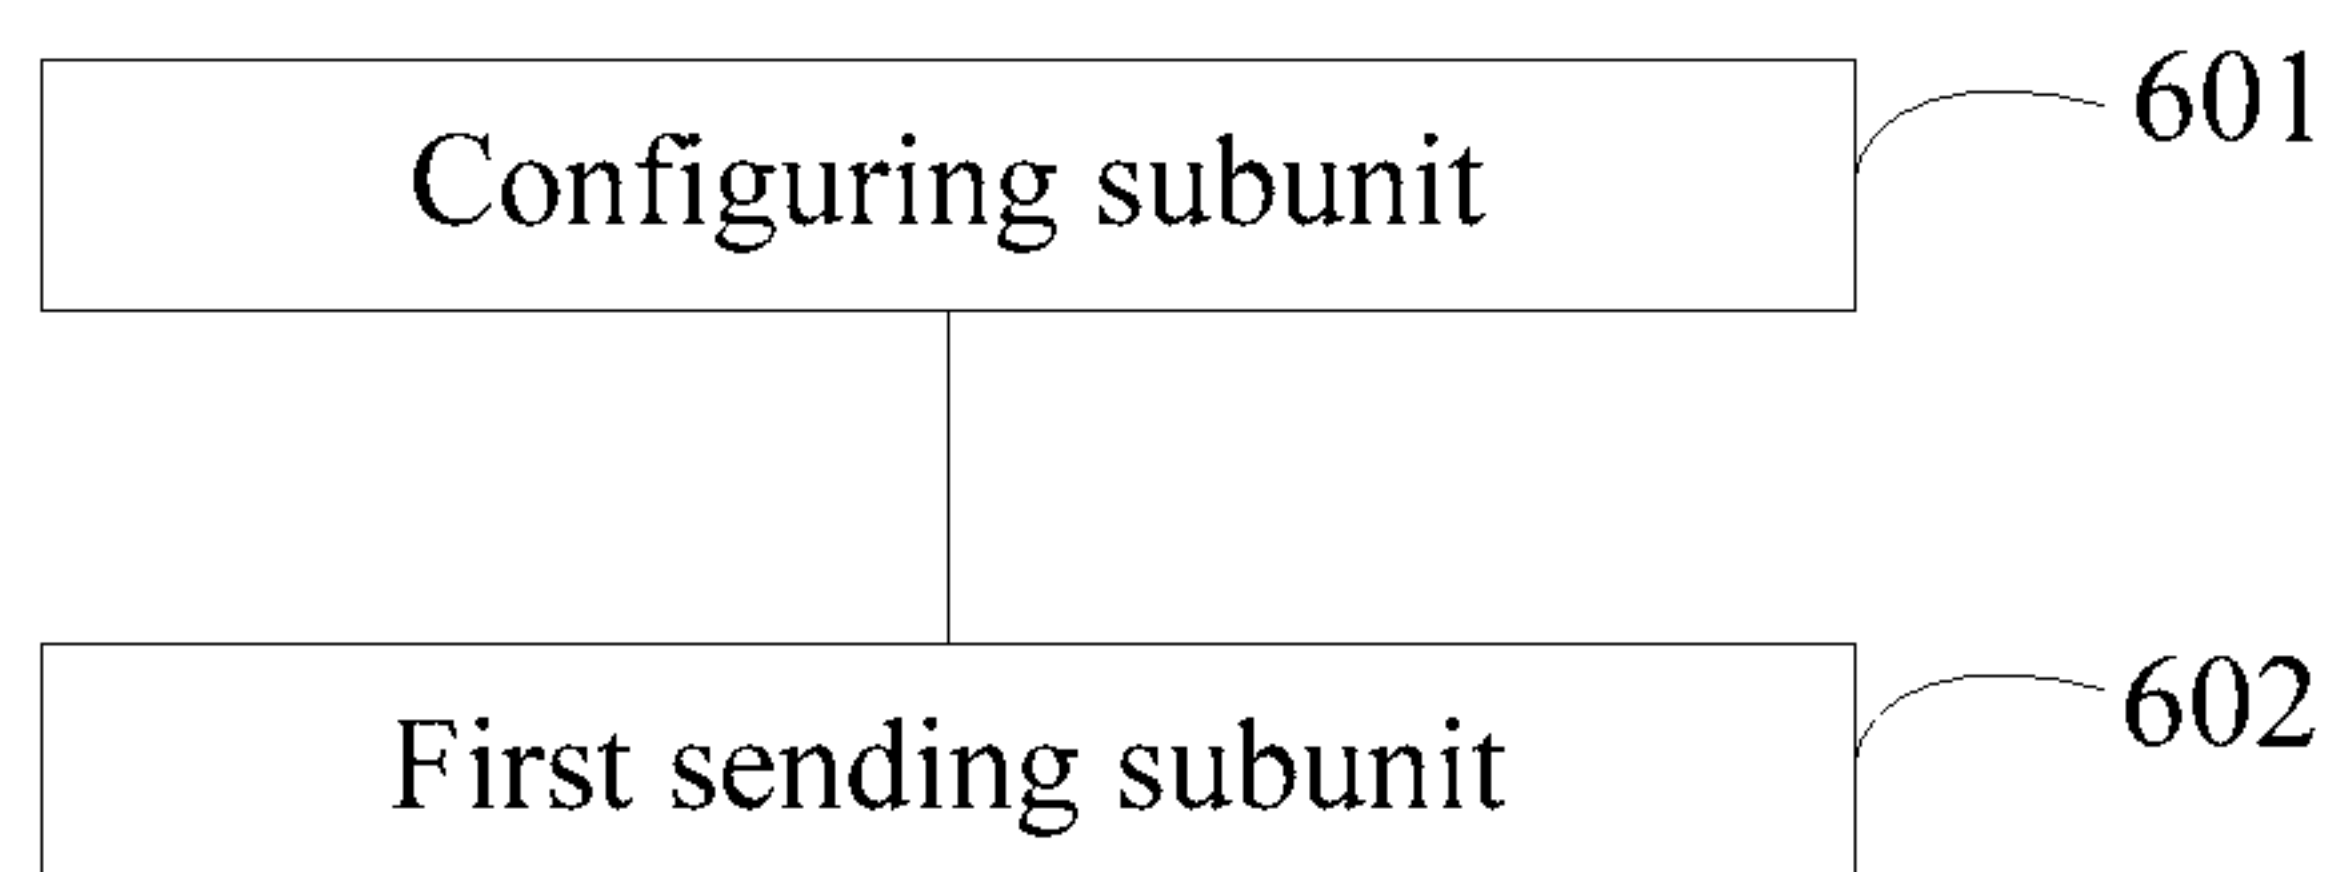 Configuring subunit
601
First sending subunit
602